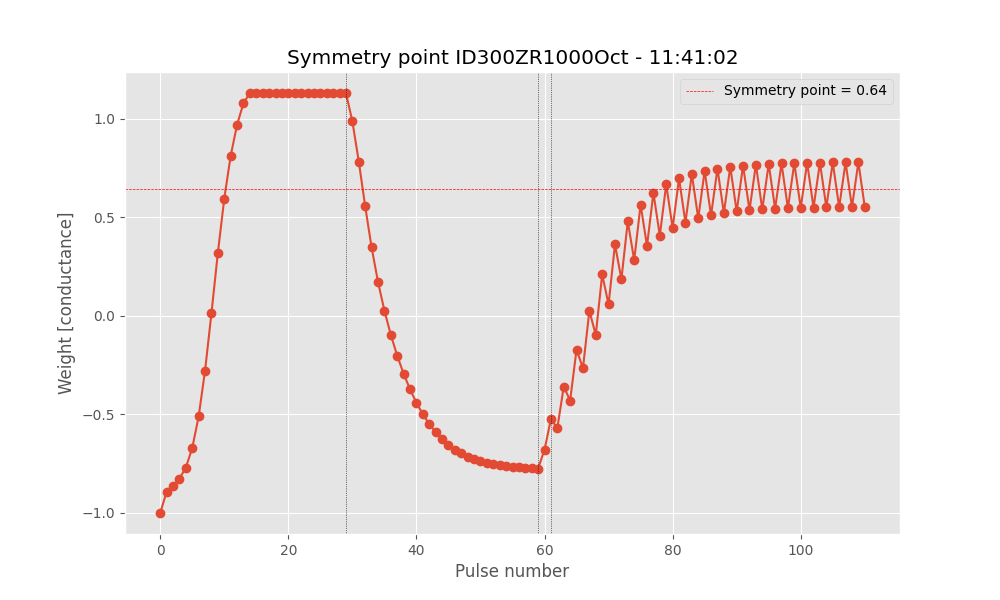 Symmetry point ID300ZR1000Oct - 11:41:02
Symmetry point = 0.64
Weight [conductance]
1.0
0.5
0.0
−0.5
−1.0
0 20 40 60 80 100
Pulse number